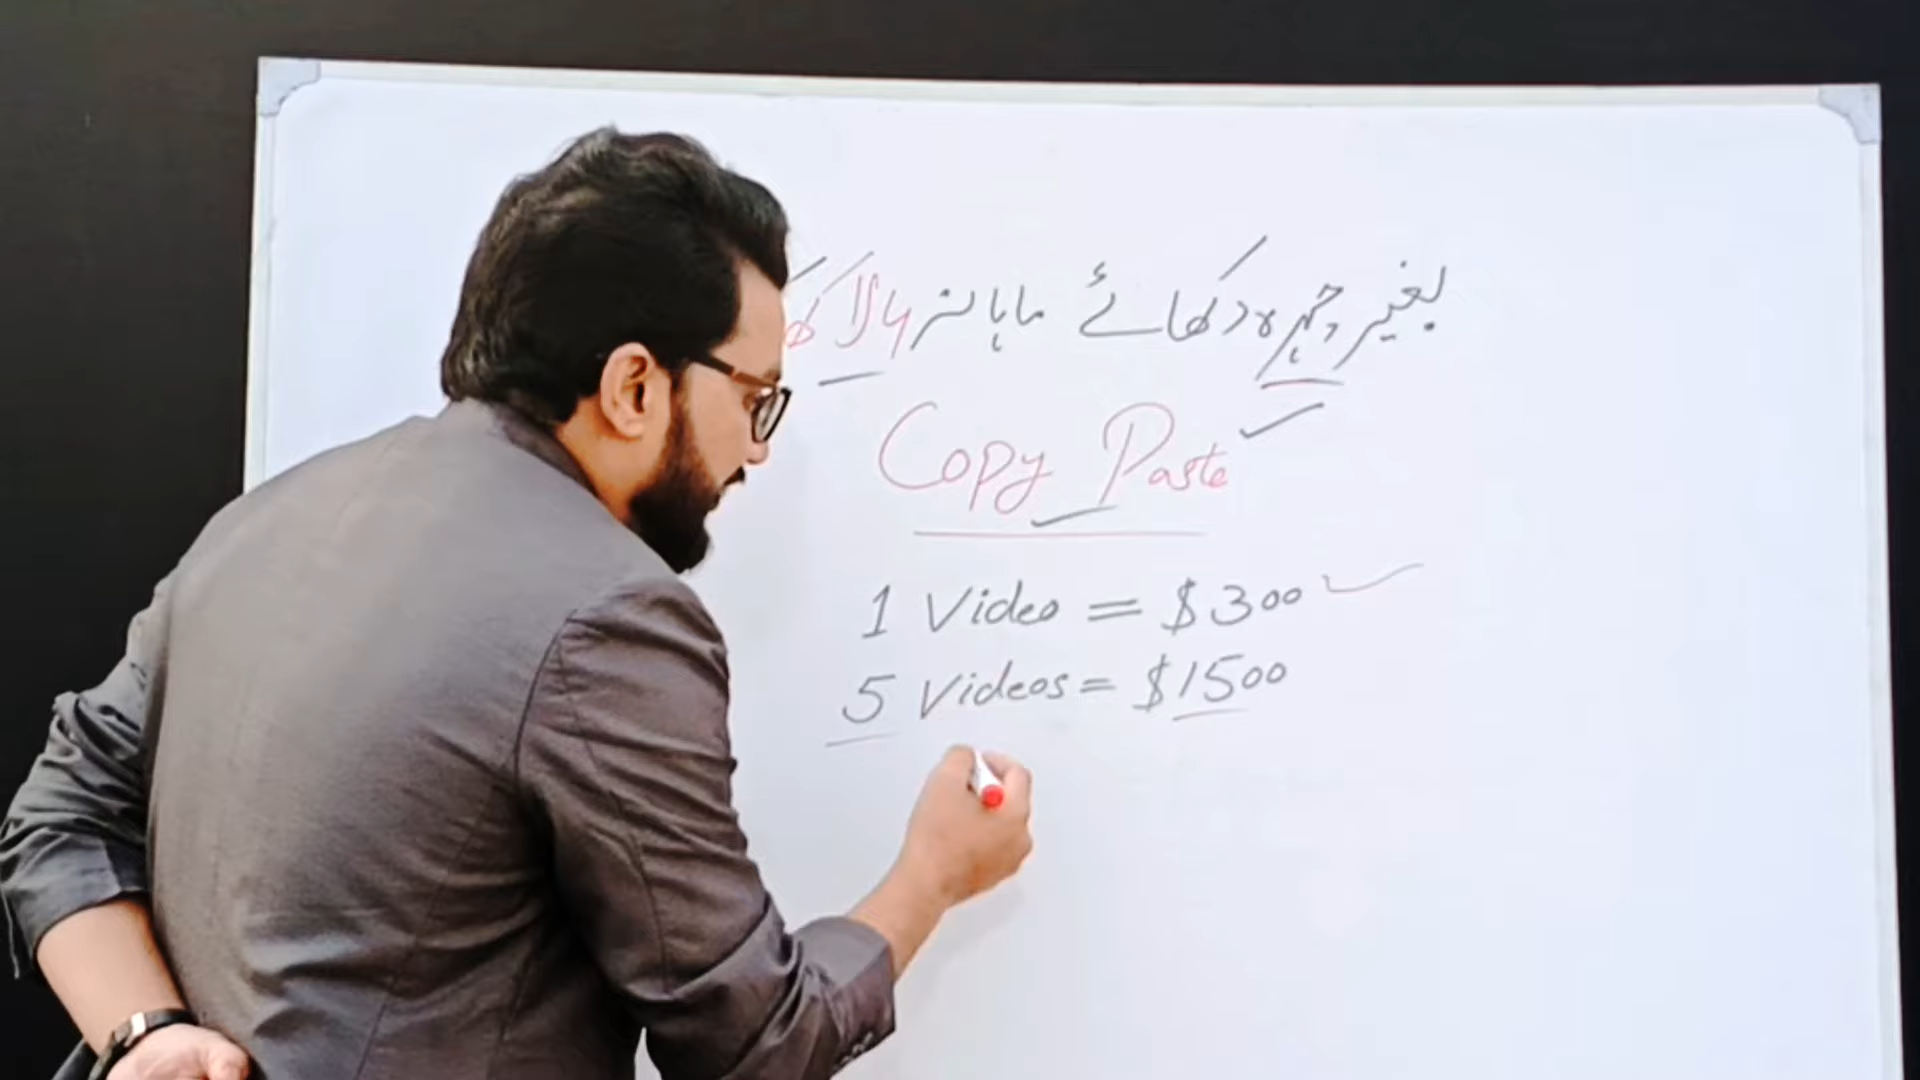 بغیر چہرہ دکھائے ماہانہ 4 لاکھ
Copy Paste
1 Video = $300
5 Videos = $1500